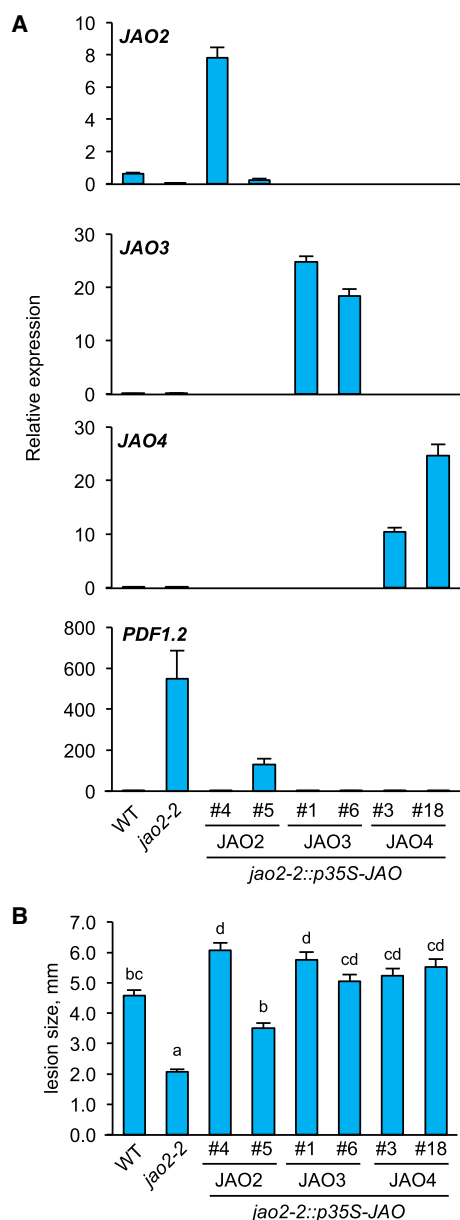 A
JAO2
10
8
6
4
2
0
JAO3
30
20
10
0
Relative expression
JAO4
30
20
10
0
PDF1.2
800
600
400
200
0
WT jao2-2 #4 #5 #1 #6 #3 #18
JAO2 JAO3 JAO4
jao2-2::p35S-JAO
B
lesion size, mm
7.0
6.0
5.0
4.0
3.0
2.0
1.0
0.0
bc a d b d cd cd cd
WT jao2-2 #4 #5 #1 #6 #3 #18
JAO2 JAO3 JAO4
jao2-2::p35S-JAO